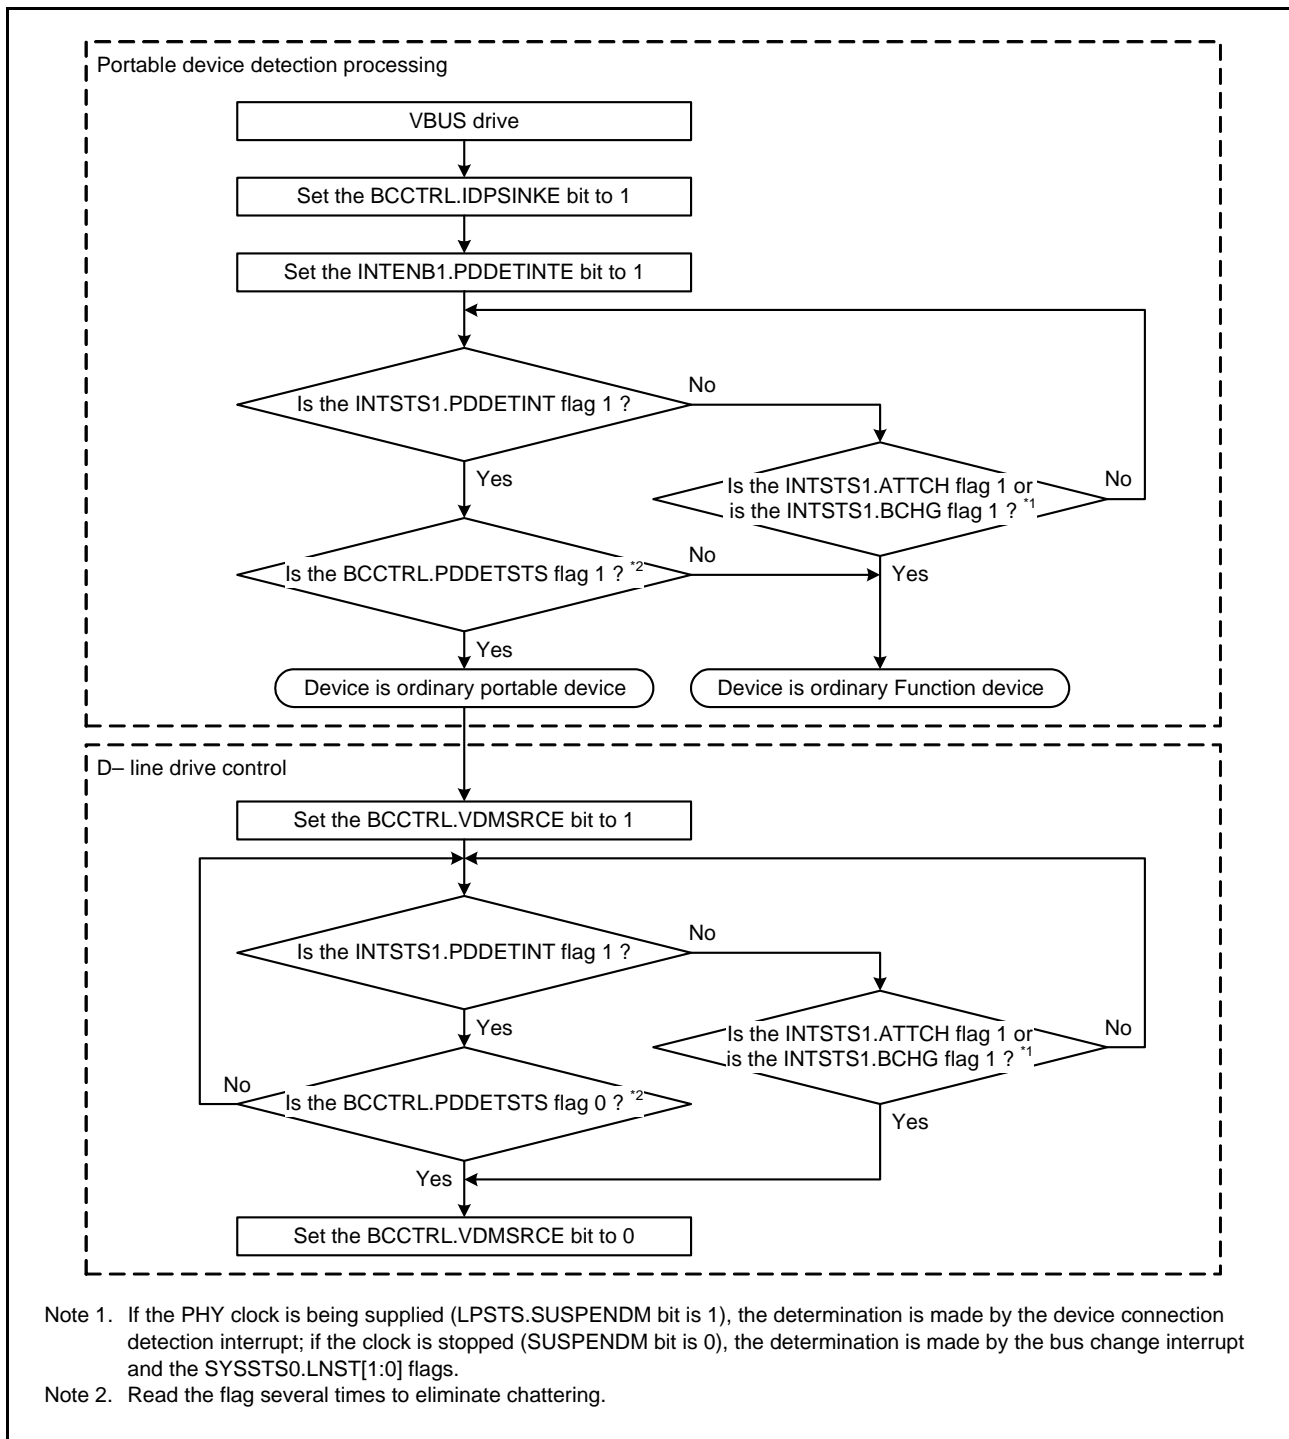 Portable device detection processing
VBUS drive
Set the BCCTRL.IDPSINKE bit to 1
Set the INTENB1.PDDETINTE bit to 1
Is the INTSTS1.PDDETINT flag 1 ?
No
Yes
Is the INTSTS1.ATTCH flag 1 or
is the INTSTS1.BCHG flag 1 ? *1
No
Is the BCCTRL.PDDETSTS flag 1 ? *2
No
Yes
Yes
Device is ordinary portable device
Device is ordinary Function device
D– line drive control
Set the BCCTRL.VDMSRCE bit to 1
Is the INTSTS1.PDDETINT flag 1 ?
No
Yes
Is the INTSTS1.ATTCH flag 1 or
is the INTSTS1.BCHG flag 1 ? *1
No
No
Is the BCCTRL.PDDETSTS flag 0 ? *2
Yes
Yes
Set the BCCTRL.VDMSRCE bit to 0
Note 1. If the PHY clock is being supplied (LPSTS.SUSPENDM bit is 1), the determination is made by the device connection
detection interrupt; if the clock is stopped (SUSPENDM bit is 0), the determination is made by the bus change interrupt
and the SYSSTS0.LNST[1:0] flags.
Note 2. Read the flag several times to eliminate chattering.